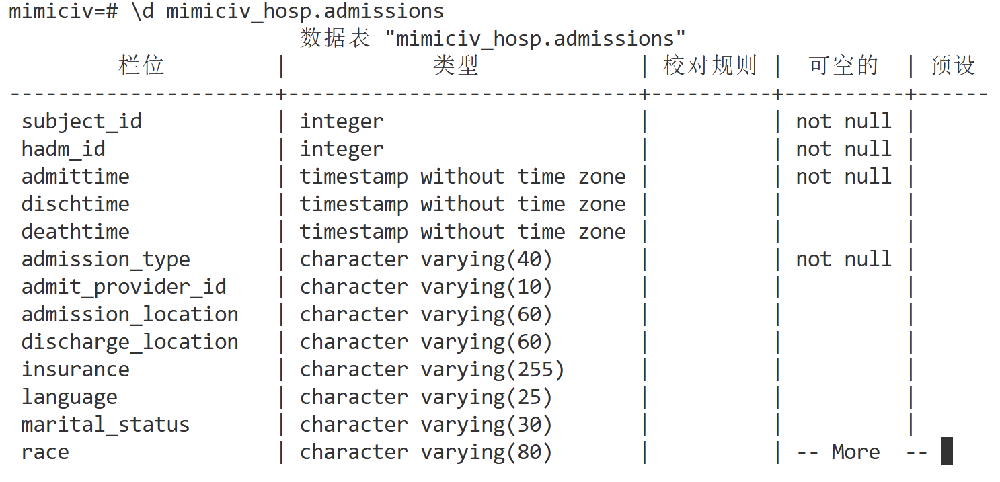 mimiciv=# \d mimiciv_hosp.admissions
                        数据表 "mimiciv_hosp.admissions"
         栏位         |            类型             | 校对规则 |  可空的  | 预设
----------------------+-----------------------------+----------+----------+------
 subject_id           | integer                     |          | not null |
 hadm_id              | integer                     |          | not null |
 admittime            | timestamp without time zone |          | not null |
 dischtime            | timestamp without time zone |          |          |
 deathtime            | timestamp without time zone |          |          |
 admission_type       | character varying(40)       |          | not null |
 admit_provider_id    | character varying(10)       |          |          |
 admission_location   | character varying(60)       |          |          |
 discharge_location   | character varying(60)       |          |          |
 insurance            | character varying(255)      |          |          |
 language             | character varying(25)       |          |          |
 marital_status       | character varying(30)       |          |          |
 race                 | character varying(80)       |          | -- More  --